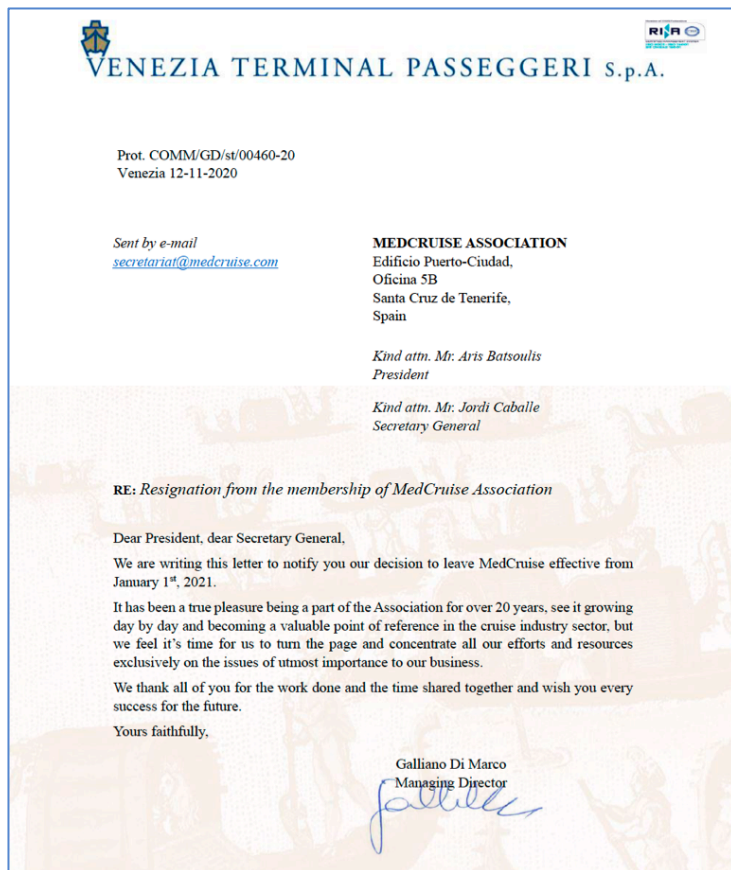 VENEZIA TERMINAL PASSEGGERI S.p.A.
RINA
Prot. COMM/GD/st/00460-20
Venezia 12-11-2020
Sent by e-mail
secretariat@medcruise.com
MEDCRUISE ASSOCIATION
Edificio Puerto-Ciudad,
Oficina 5B
Santa Cruz de Tenerife,
Spain
Kind attn. Mr. Aris Batsoulis
President
Kind attn. Mr. Jordi Caballe
Secretary General
RE: Resignation from the membership of MedCruise Association
Dear President, dear Secretary General,
We are writing this letter to notify you our decision to leave MedCruise effective from
January 1st, 2021.
It has been a true pleasure being a part of the Association for over 20 years, see it growing
day by day and becoming a valuable point of reference in the cruise industry sector, but
we feel it's time for us to turn the page and concentrate all our efforts and resources
exclusively on the issues of utmost importance to our business.
We thank all of you for the work done and the time shared together and wish you every
success for the future.
Yours faithfully,
Galliano Di Marco
Managing Director